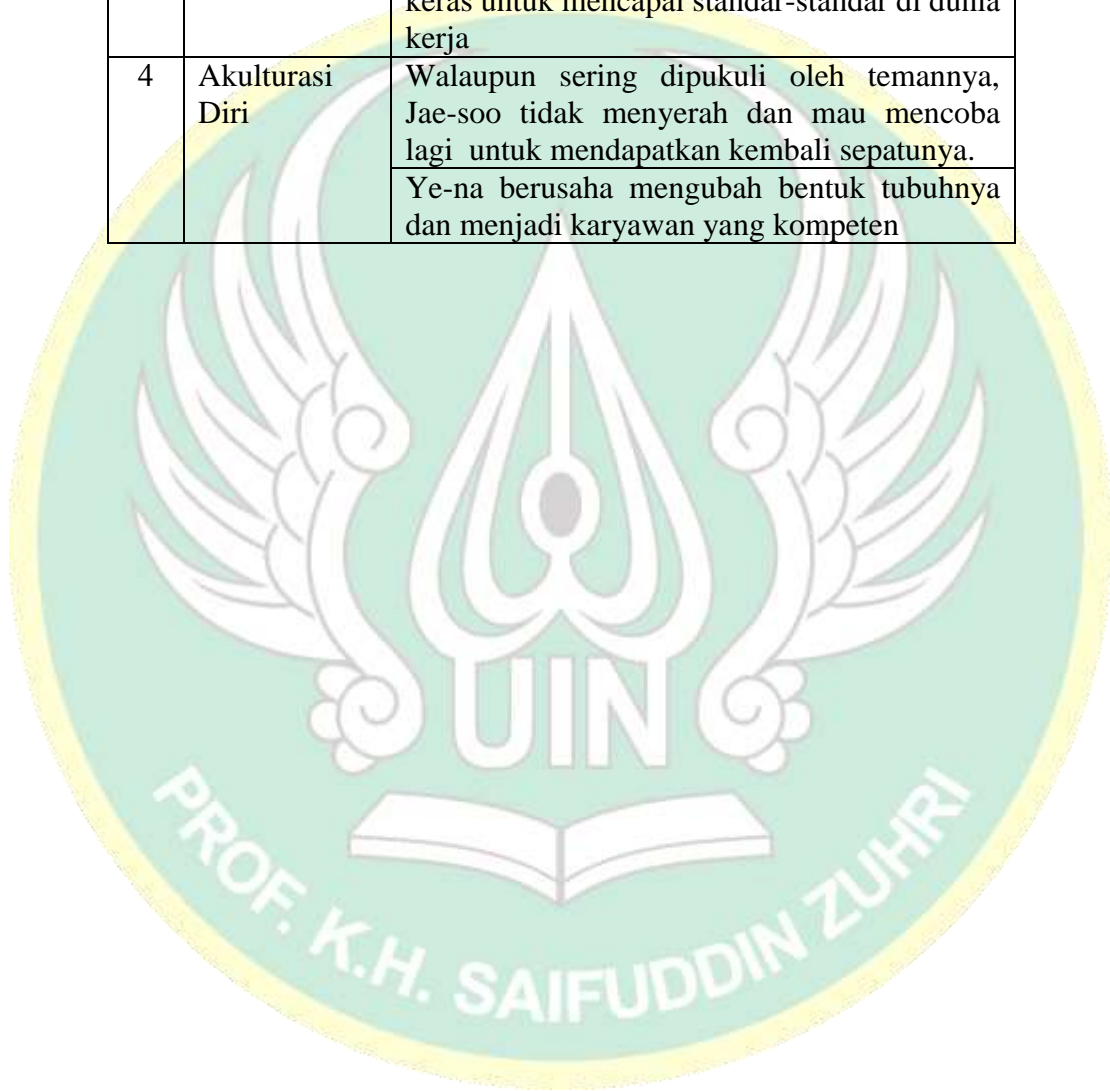 keras untuk mencapai standar-standar di dunia
kerja
4 Akulturasi Walaupun sering dipukuli oleh temannya,
Diri Jae-soo tidak menyerah dan mau mencoba
lagi untuk mendapatkan kembali sepatunya.
Ye-na berusaha mengubah bentuk tubuhnya
dan menjadi karyawan yang kompeten
UIN
PROF. K.H. SAIFUDDIN ZUHRI